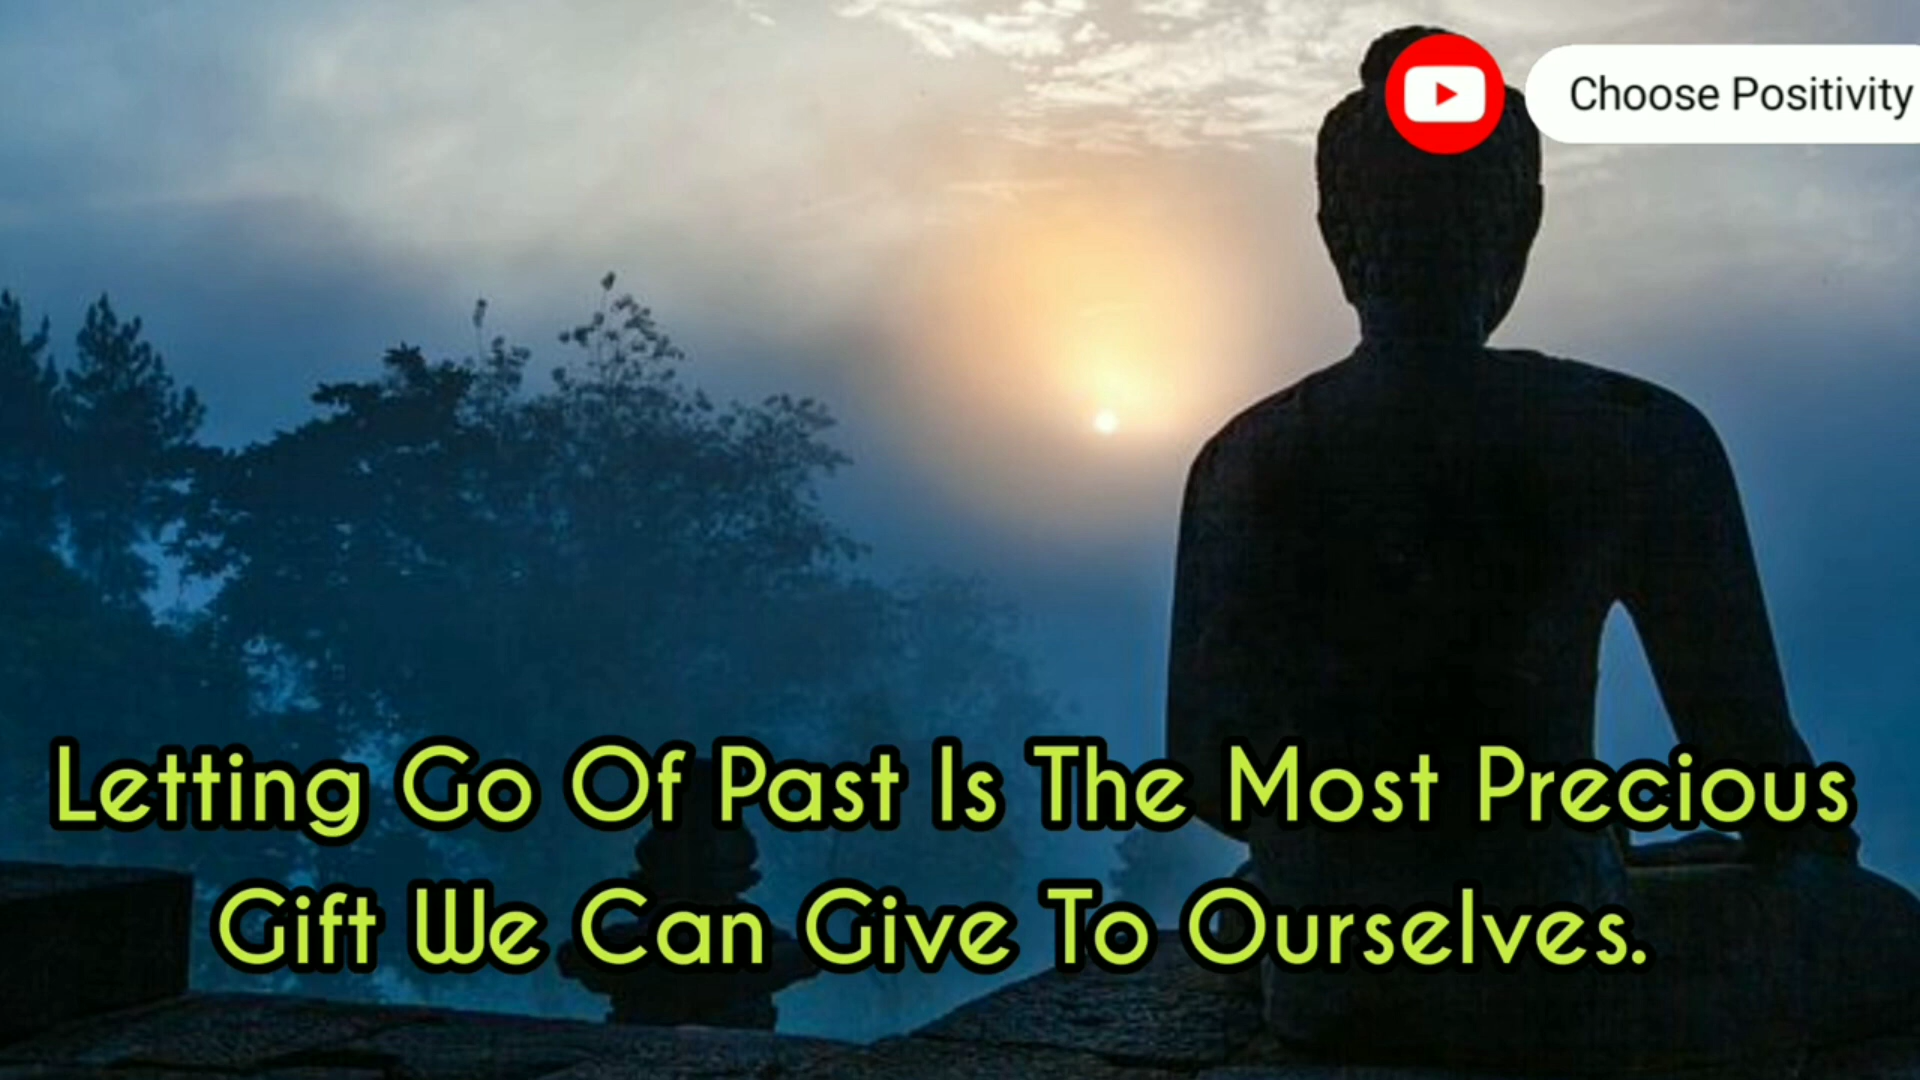 Choose Positivity
Letting Go Of Past Is The Most Precious
Gift We Can Give To Ourselves.